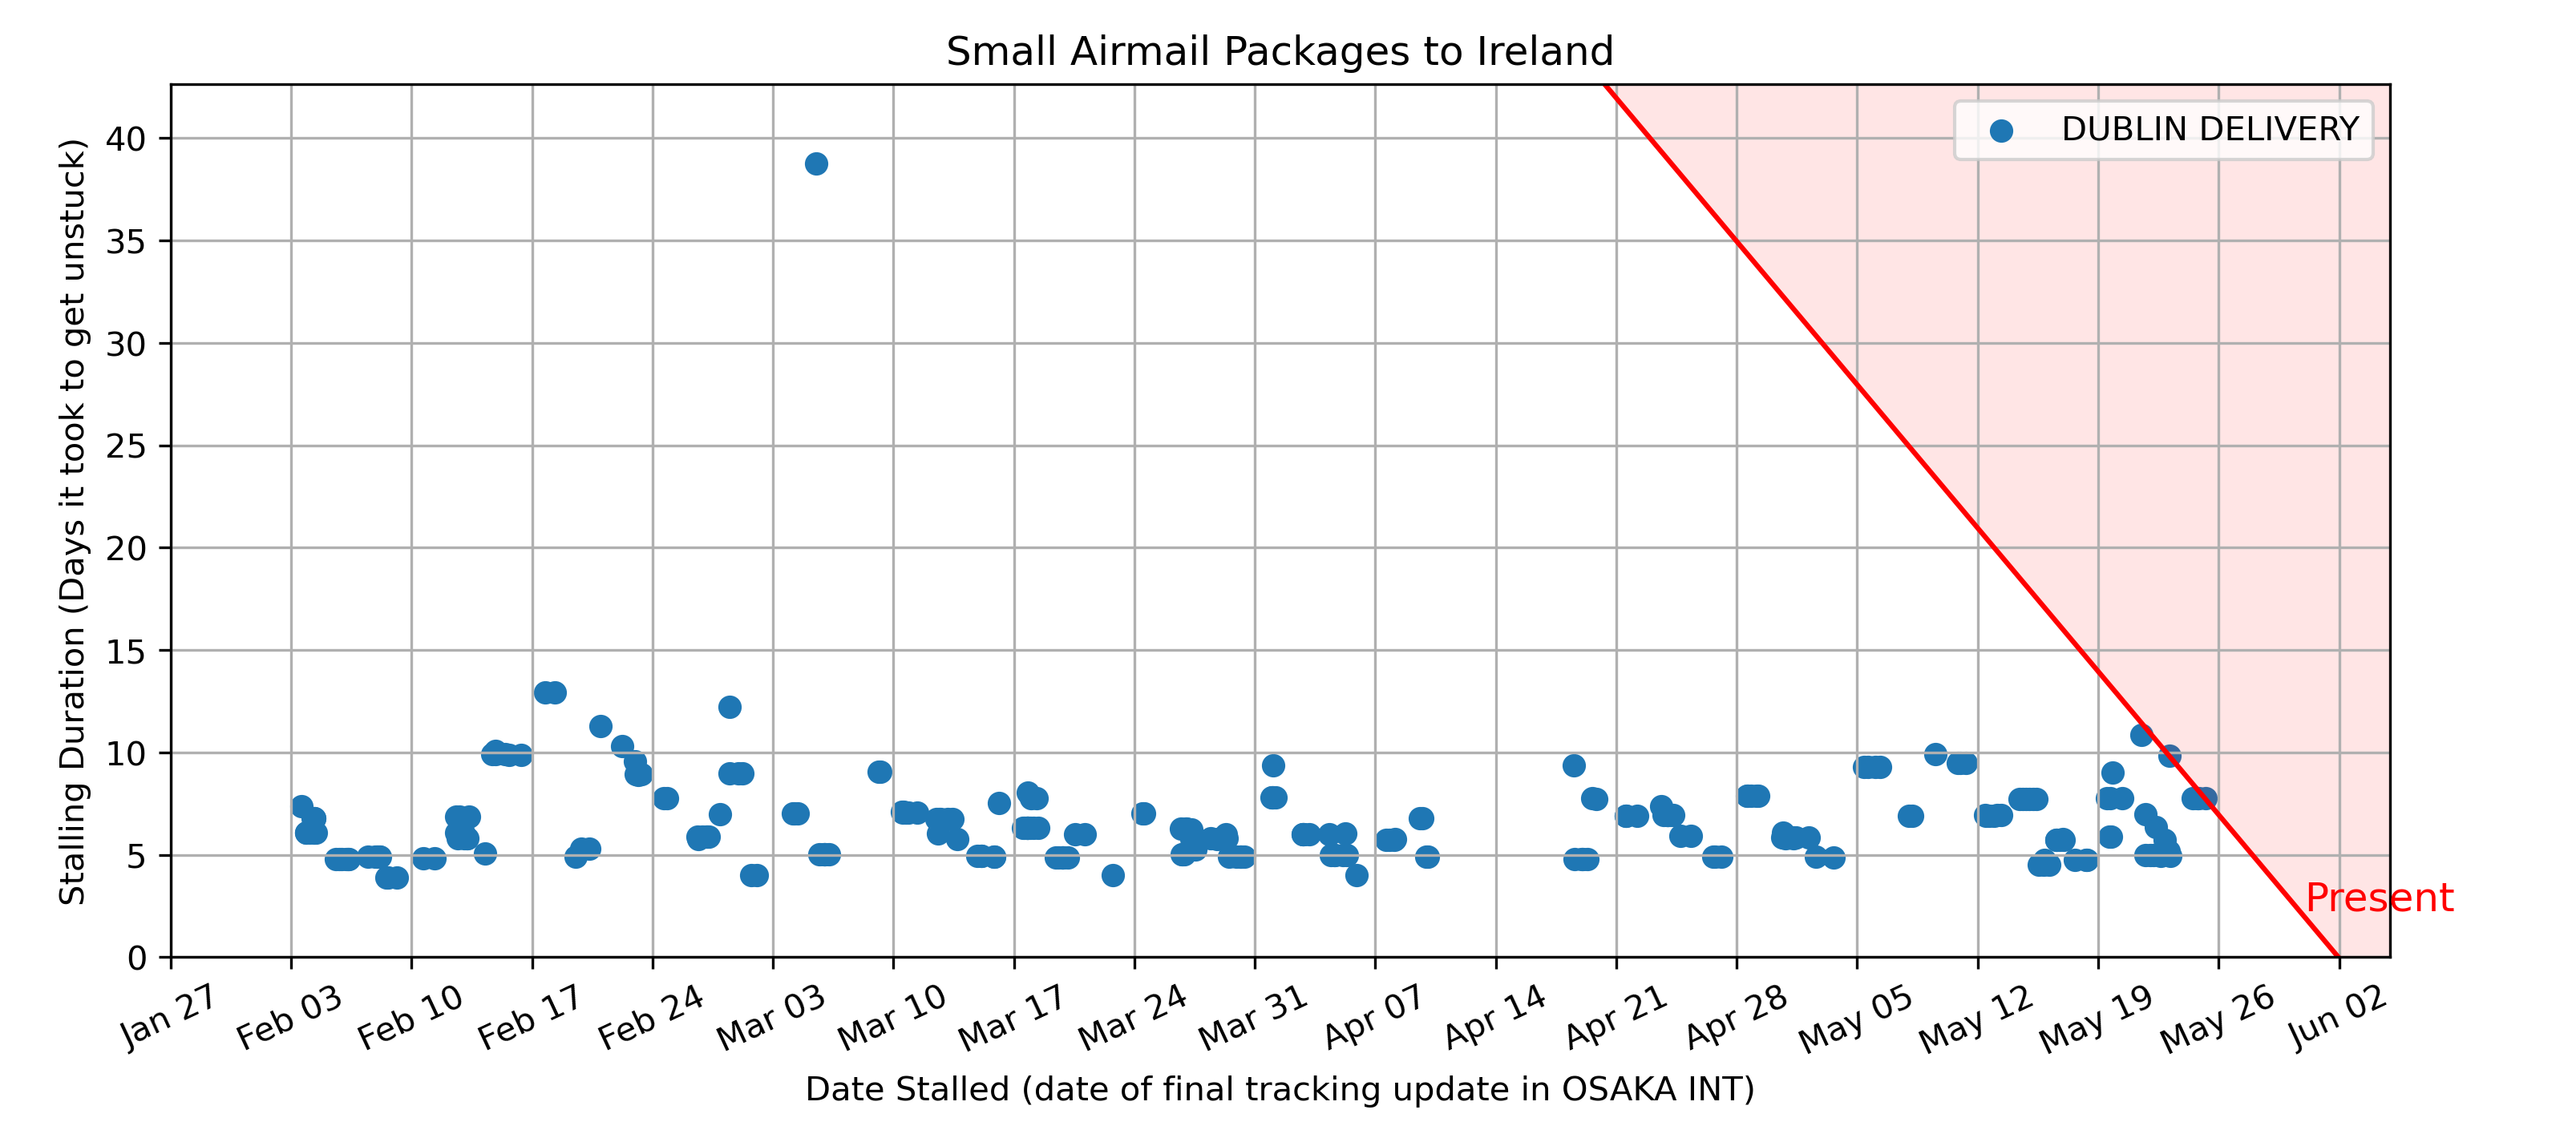 Small Airmail Packages to Ireland
DUBLIN DELIVERY
Stalling Duration (Days it took to get unstuck)
40
35
30
25
20
15
10
5
0
Present
Jan 27
Feb 03
Feb 10
Feb 17
Feb 24
Mar 03
Mar 10
Mar 17
Mar 24
Mar 31
Apr 07
Apr 14
Apr 21
Apr 28
May 05
May 12
May 19
May 26
Jun 02
Date Stalled (date of final tracking update in OSAKA INT)